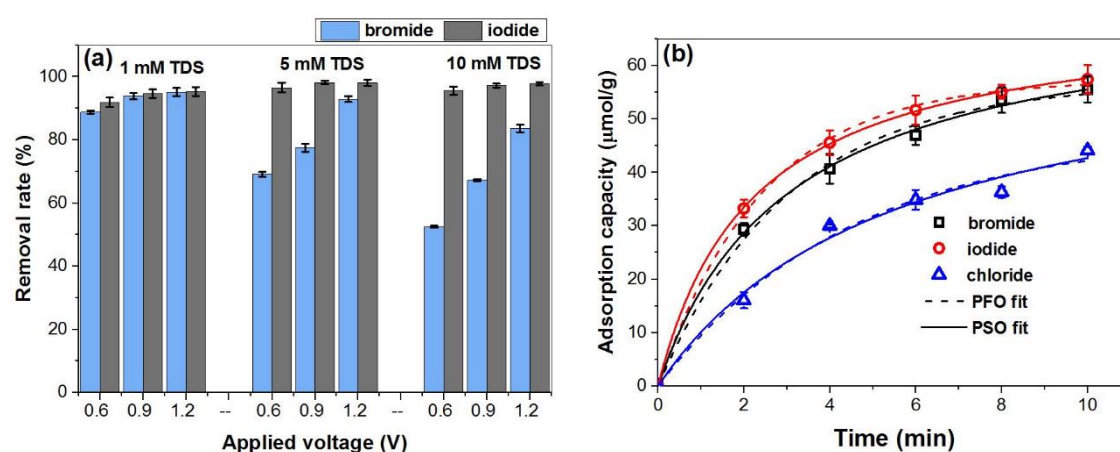 bromide iodide
(a)
1 mM TDS 5 mM TDS 10 mM TDS
Removal rate (%)
100
80
60
40
20
0
0.6 0.9 1.2 -- 0.6 0.9 1.2 -- 0.6 0.9 1.2
Applied voltage (V)
(b)
Adsorption capacity (μmol/g)
60
50
40
30
20
10
0
bromide
iodide
chloride
PFO fit
PSO fit
0 2 4 6 8 10
Time (min)